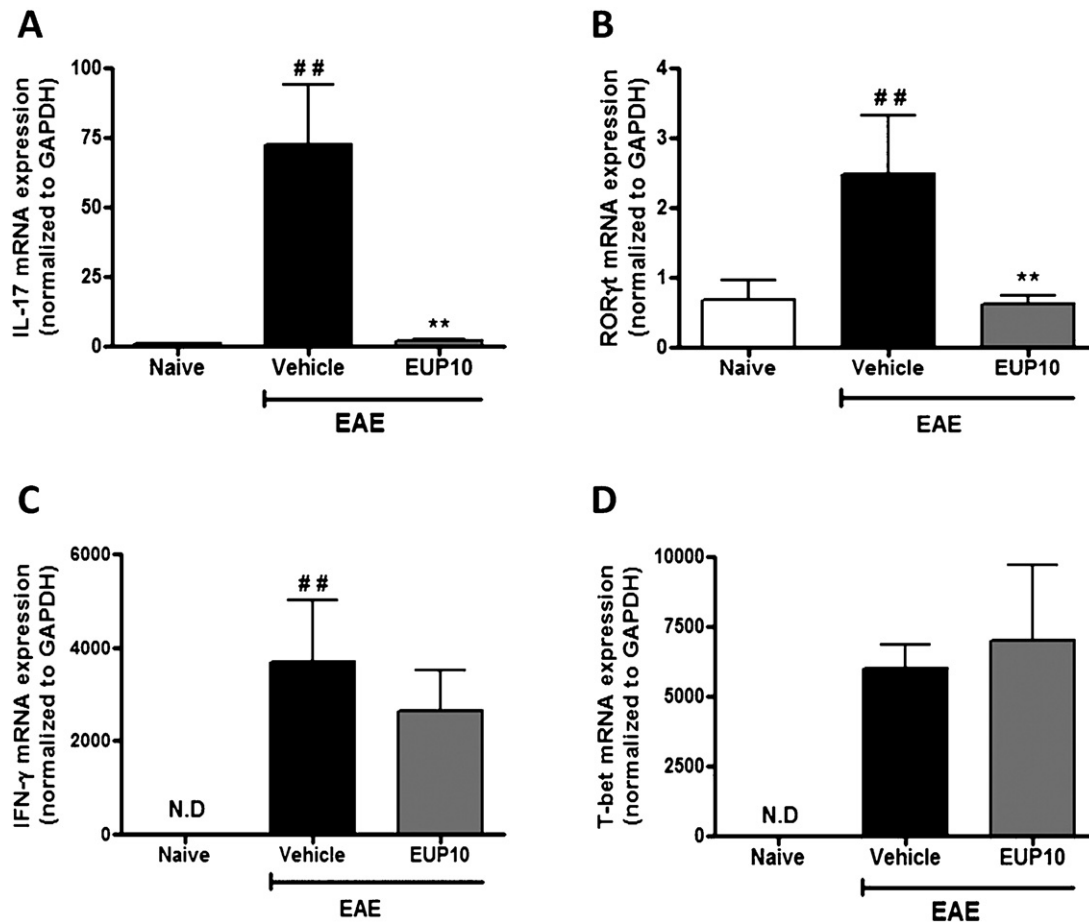 A
IL-17 mRNA expression
(normalized to GAPDH)
100
75
50
25
0
##
**
Naive Vehicle EUP10
EAE
B
RORγt mRNA expression
(normalized to GAPDH)
4
3
2
1
0
##
**
Naive Vehicle EUP10
EAE
C
IFN-γ mRNA expression
(normalized to GAPDH)
6000
4000
2000
0
##
N.D
Naive Vehicle EUP10
EAE
D
T-bet mRNA expression
(normalized to GAPDH)
10000
7500
5000
2500
0
N.D
Naive Vehicle EUP10
EAE